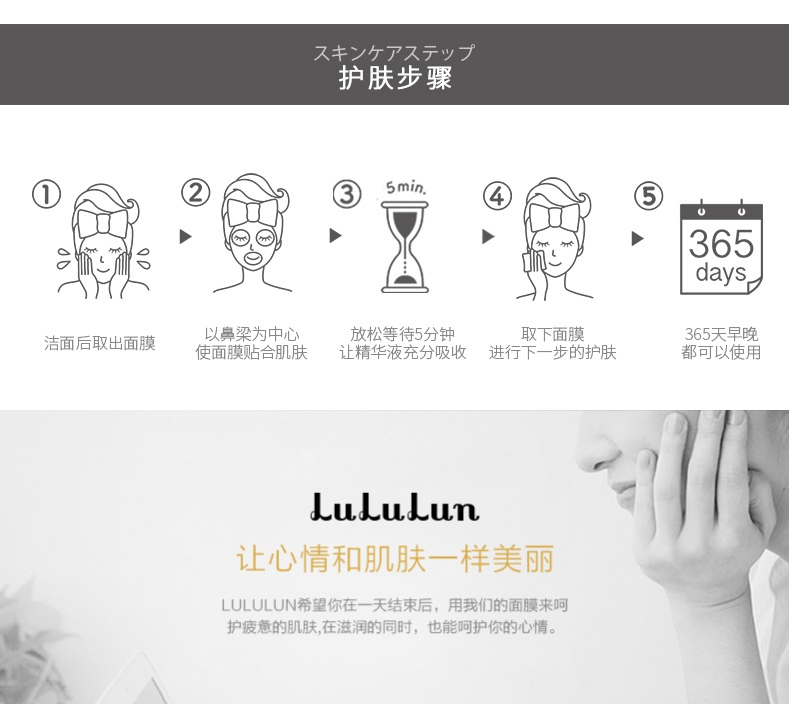 スキンケアステップ
护肤步骤
1
2
3
5 min.
4
5
365
days
洁面后取出面膜
以鼻梁为中心
使面膜贴合肌肤
放松等待5分钟
让精华液充分吸收
取下面膜
进行下一步的护肤
365天早晚
都可以使用
LuLuLun
让心情和肌肤一样美丽
LULULUN希望你在一天结束后，用我们的面膜来呵
护疲惫的肌肤,在滋润的同时，也能呵护你的心情。